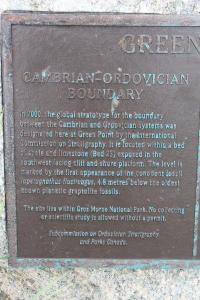 GREEN
CAMBRIAN-ORDOVICIAN
BOUNDARY
In 2000, the global stratotype for the boundary
between the Cambrian and Ordovician Systems was
designated here at Green Point by the International
Commission on Stratigraphy. It is located within a bed
of shale and limestone (Bed 23) exposed in the
southwest-facing cliff and shore platform. The level is
marked by the first appearance of the conodont fossil
Iapetognathus fluctivagus, 4.8 metres below the oldest
known planktic graptolite fossils.
The site lies within Gros Morne National Park. No collecting
or scientific study is allowed without a permit.
Subcommission on Ordovician Stratigraphy
and Parks Canada.